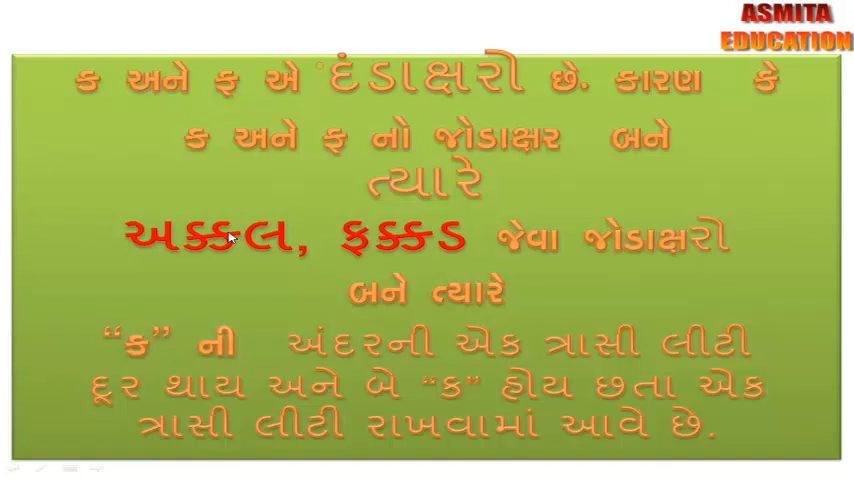 ASMITA
EDUCATION
ક અને ફ એ દંડાક્ષરો છે. કારણ કે
ક અને ફ નો જોડાક્ષર બને
ત્યારે
અક્કલ, ફક્કડ જેવા જોડાક્ષરો
બને ત્યારે
“ક” ની અંદરની એક ત્રાસી લીટી
દૂર થાય અને બે “ક” હોય છતા એક
ત્રાસી લીટી રાખવામાં આવે છે.